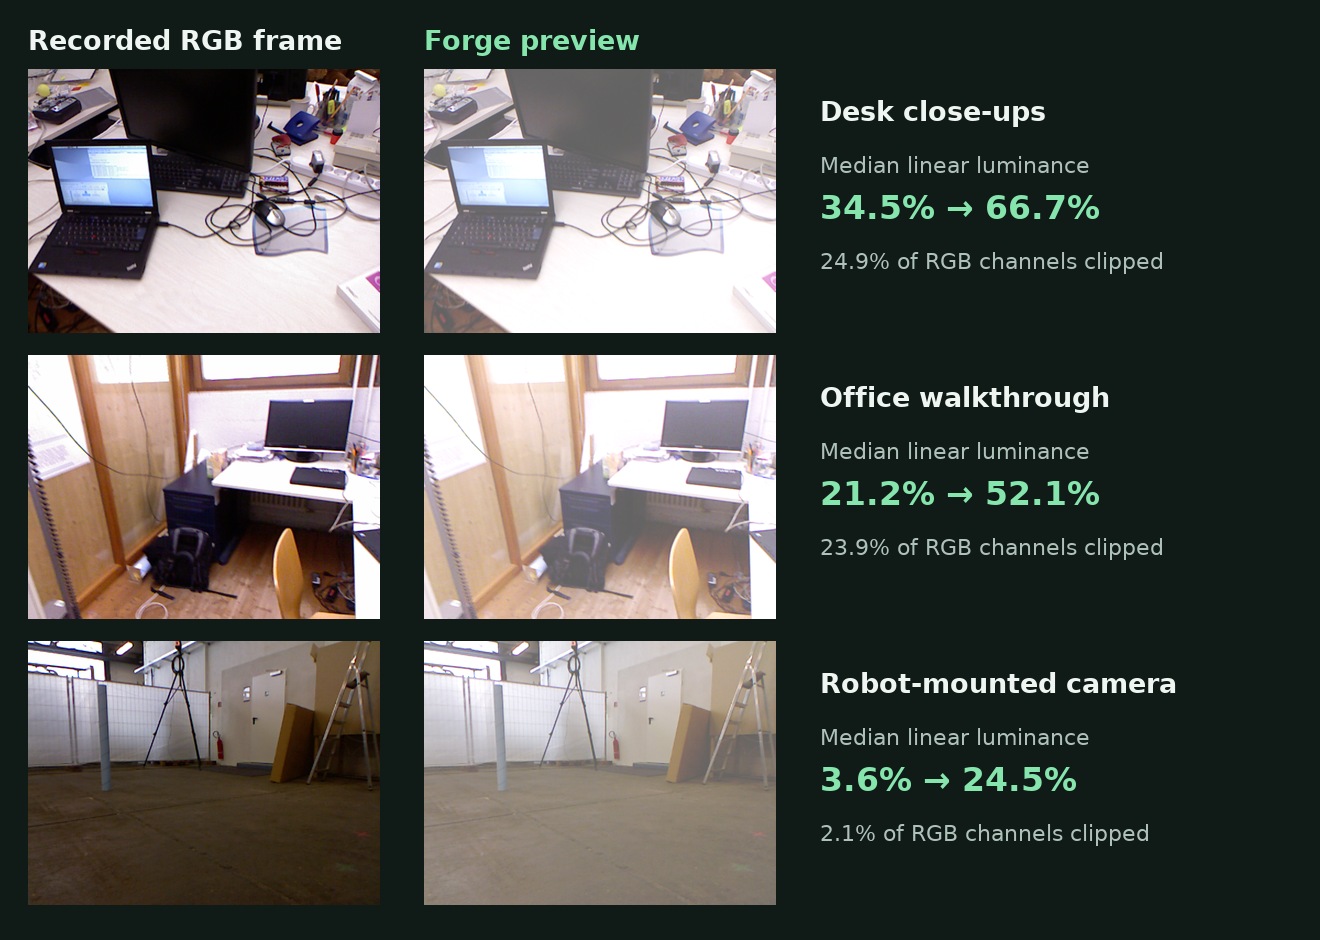 Recorded RGB frame
Forge preview
Desk close-ups
Median linear luminance
34.5% → 66.7%
24.9% of RGB channels clipped
Office walkthrough
Median linear luminance
21.2% → 52.1%
23.9% of RGB channels clipped
Robot-mounted camera
Median linear luminance
3.6% → 24.5%
2.1% of RGB channels clipped